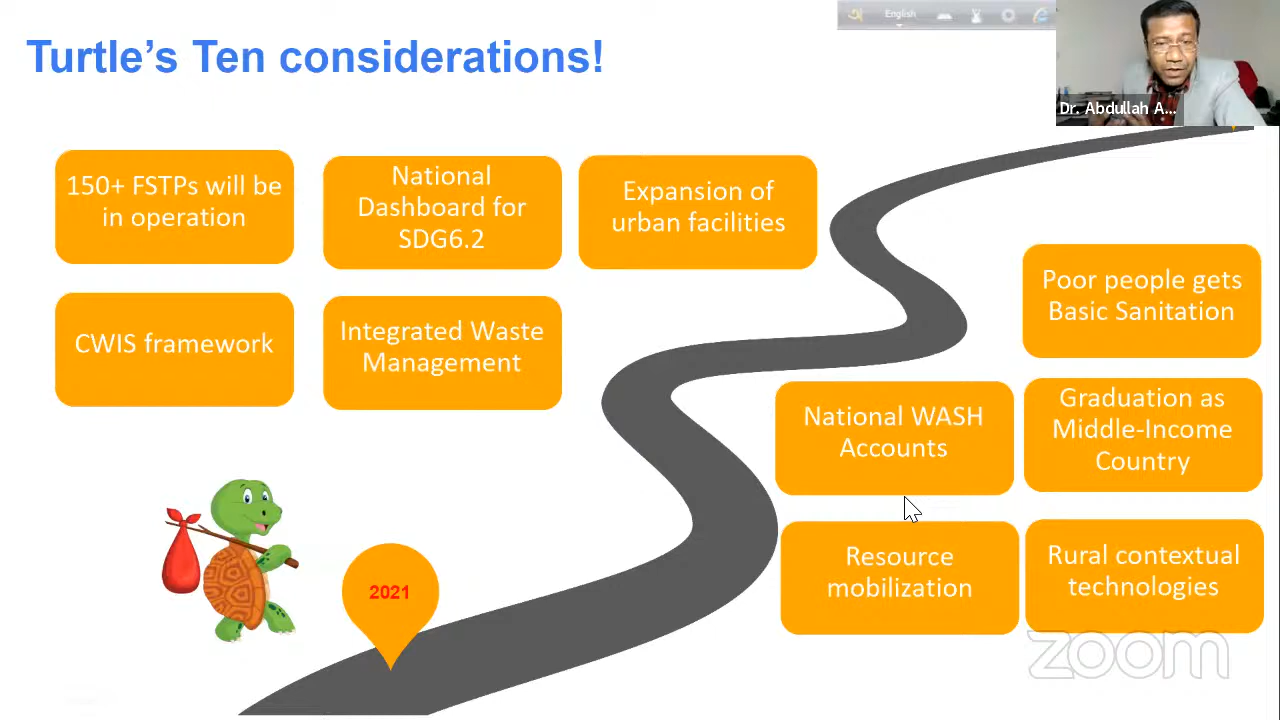 English
Dr. Abdullah A...
Turtle's Ten considerations!
150+ FSTPs will be
in operation
National
Dashboard for
SDG6.2
Expansion of
urban facilities
Poor people gets
Basic Sanitation
CWIS framework
Integrated Waste
Management
National WASH
Accounts
Graduation as
Middle-Income
Country
Resource
mobilization
Rural contextual
technologies
2021
zoom